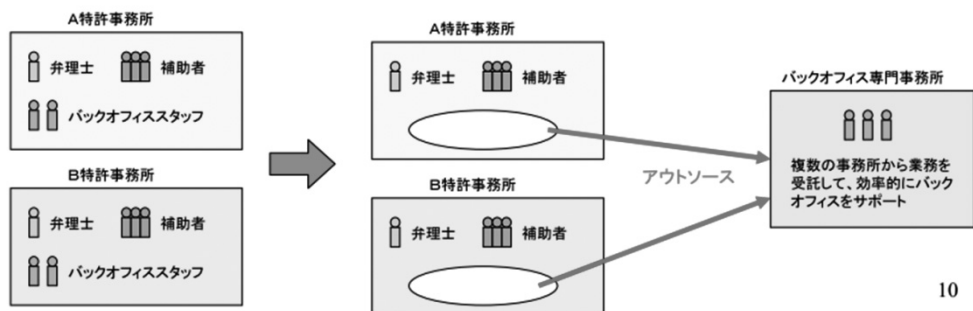 A特許事務所
弁理士
補助者
バックオフィススタッフ
B特許事務所
弁理士
補助者
バックオフィススタッフ
A特許事務所
弁理士
補助者
B特許事務所
弁理士
補助者
アウトソース
バックオフィス専門事務所
複数の事務所から業務を
受託して、効率的にバック
オフィスをサポート
10